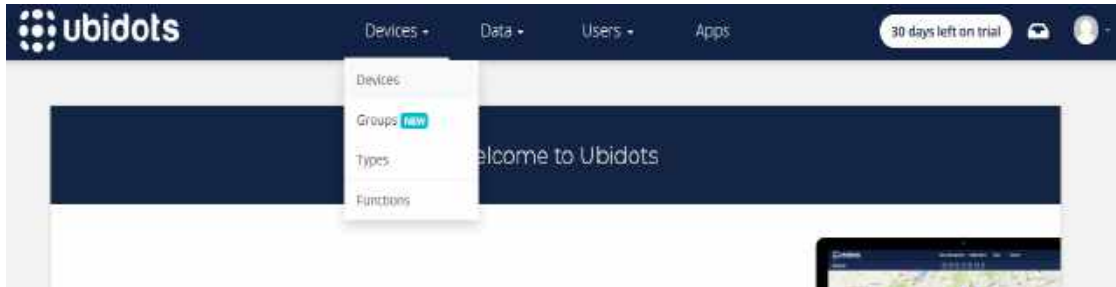 ubidots
Devices
Data
Users
Apps
30 days left on trial
Devices
Groups NEW
Types
Functions
elcome to Ubidots